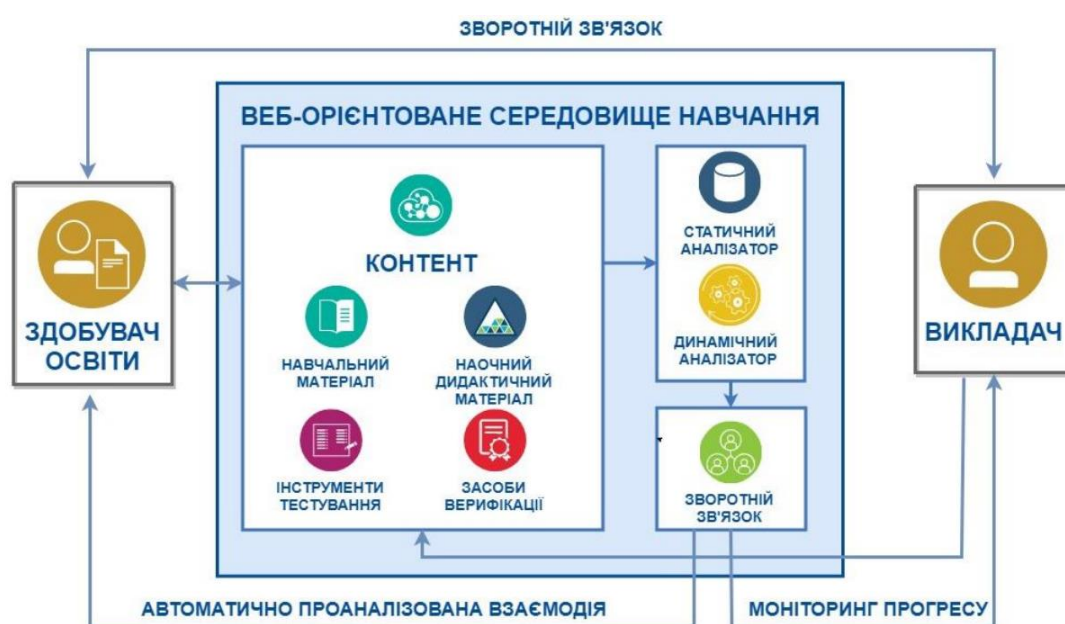 ЗВОРОТНІЙ ЗВ'ЯЗОК
ВЕБ-ОРІЄНТОВАНЕ СЕРЕДОВИЩЕ НАВЧАННЯ
ЗДОБУВАЧ
ОСВІТИ
КОНТЕНТ
НАВЧАЛЬНИЙ
МАТЕРІАЛ
НАОЧНИЙ
ДИДАКТИЧНИЙ
МАТЕРІАЛ
ІНСТРУМЕНТИ
ТЕСТУВАННЯ
ЗАСОБИ
ВЕРИФІКАЦІЇ
СТАТИЧНИЙ
АНАЛІЗАТОР
ДИНАМІЧНИЙ
АНАЛІЗАТОР
ЗВОРОТНІЙ
ЗВ'ЯЗОК
ВИКЛАДАЧ
АВТОМАТИЧНО ПРОАНАЛІЗОВАНА ВЗАЄМОДІЯ
МОНІТОРИНГ ПРОГРЕСУ